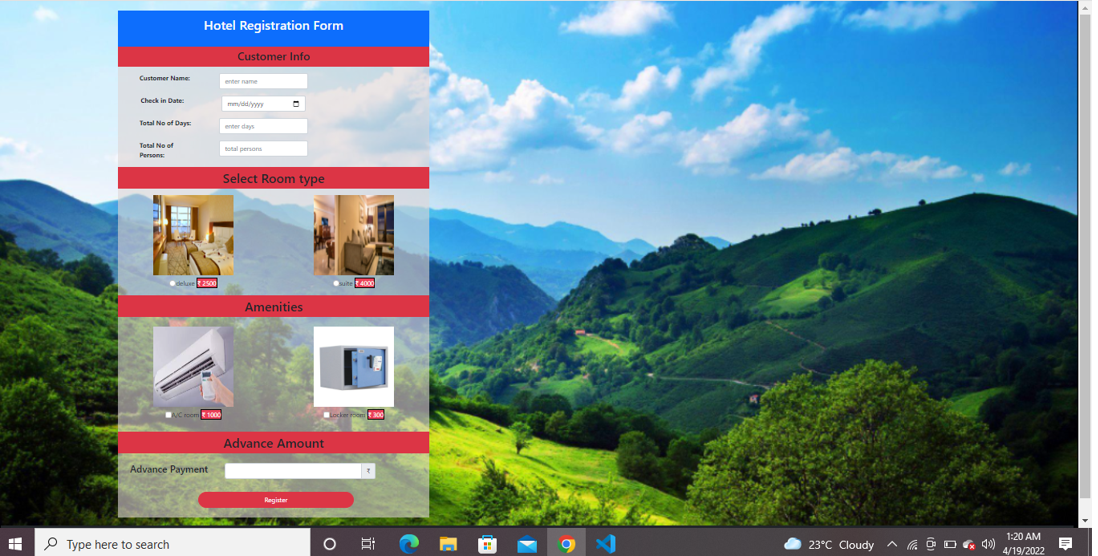 Hotel Registration Form
Customer Info
Customer Name:
enter name
Check in Date:
mm/dd/yyyy
Total No of Days:
enter days
Total No of
Persons:
total persons
Select Room type
deluxe ₹ 2500
suite ₹ 4000
Amenities
A/C room ₹ 1000
Locker room ₹ 300
Advance Amount
Advance Payment
₹
Register
Type here to search
23°C Cloudy
1:20 AM
4/19/2022